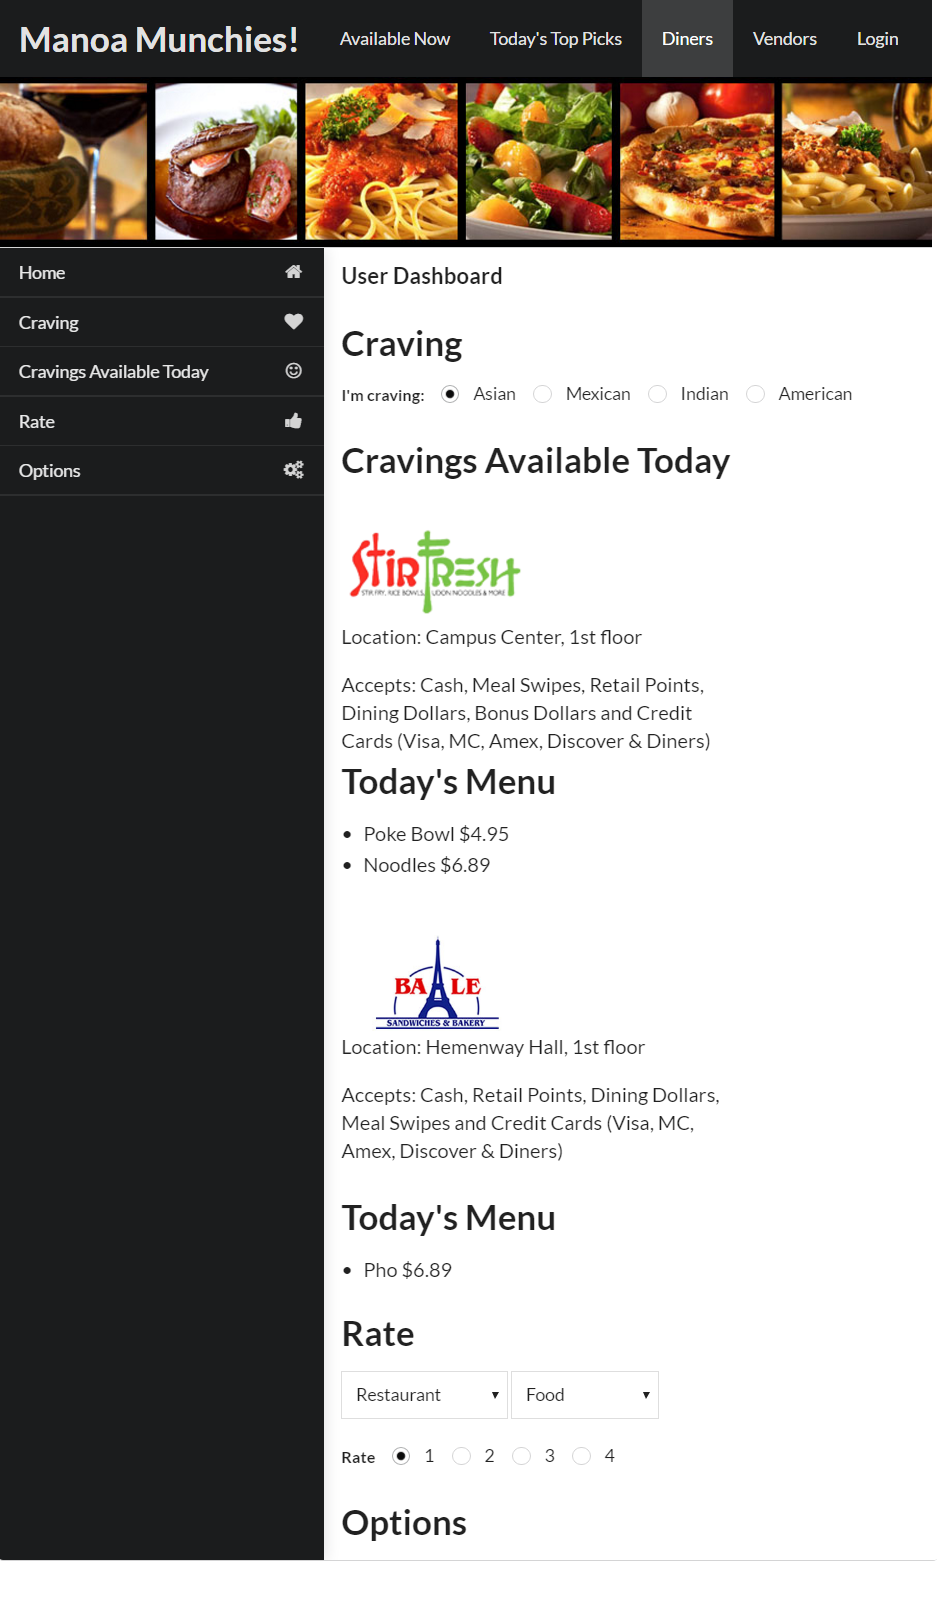 Manoa Munchies! Available Now Today's Top Picks Diners Vendors Login
Home
Craving
Cravings Available Today
Rate
Options
User Dashboard
Craving
I'm craving: Asian Mexican Indian American
Cravings Available Today
STIR FRESH
STIR FRY, RICE BOWLS, UDON NOODLES & MORE
Location: Campus Center, 1st floor
Accepts: Cash, Meal Swipes, Retail Points,
Dining Dollars, Bonus Dollars and Credit
Cards (Visa, MC, Amex, Discover & Diners)
Today's Menu
• Poke Bowl $4.95
• Noodles $6.89
BA LE
SANDWICHES & BAKERY
Location: Hemenway Hall, 1st floor
Accepts: Cash, Retail Points, Dining Dollars,
Meal Swipes and Credit Cards (Visa, MC,
Amex, Discover & Diners)
Today's Menu
• Pho $6.89
Rate
Restaurant Food
Rate 1 2 3 4
Options